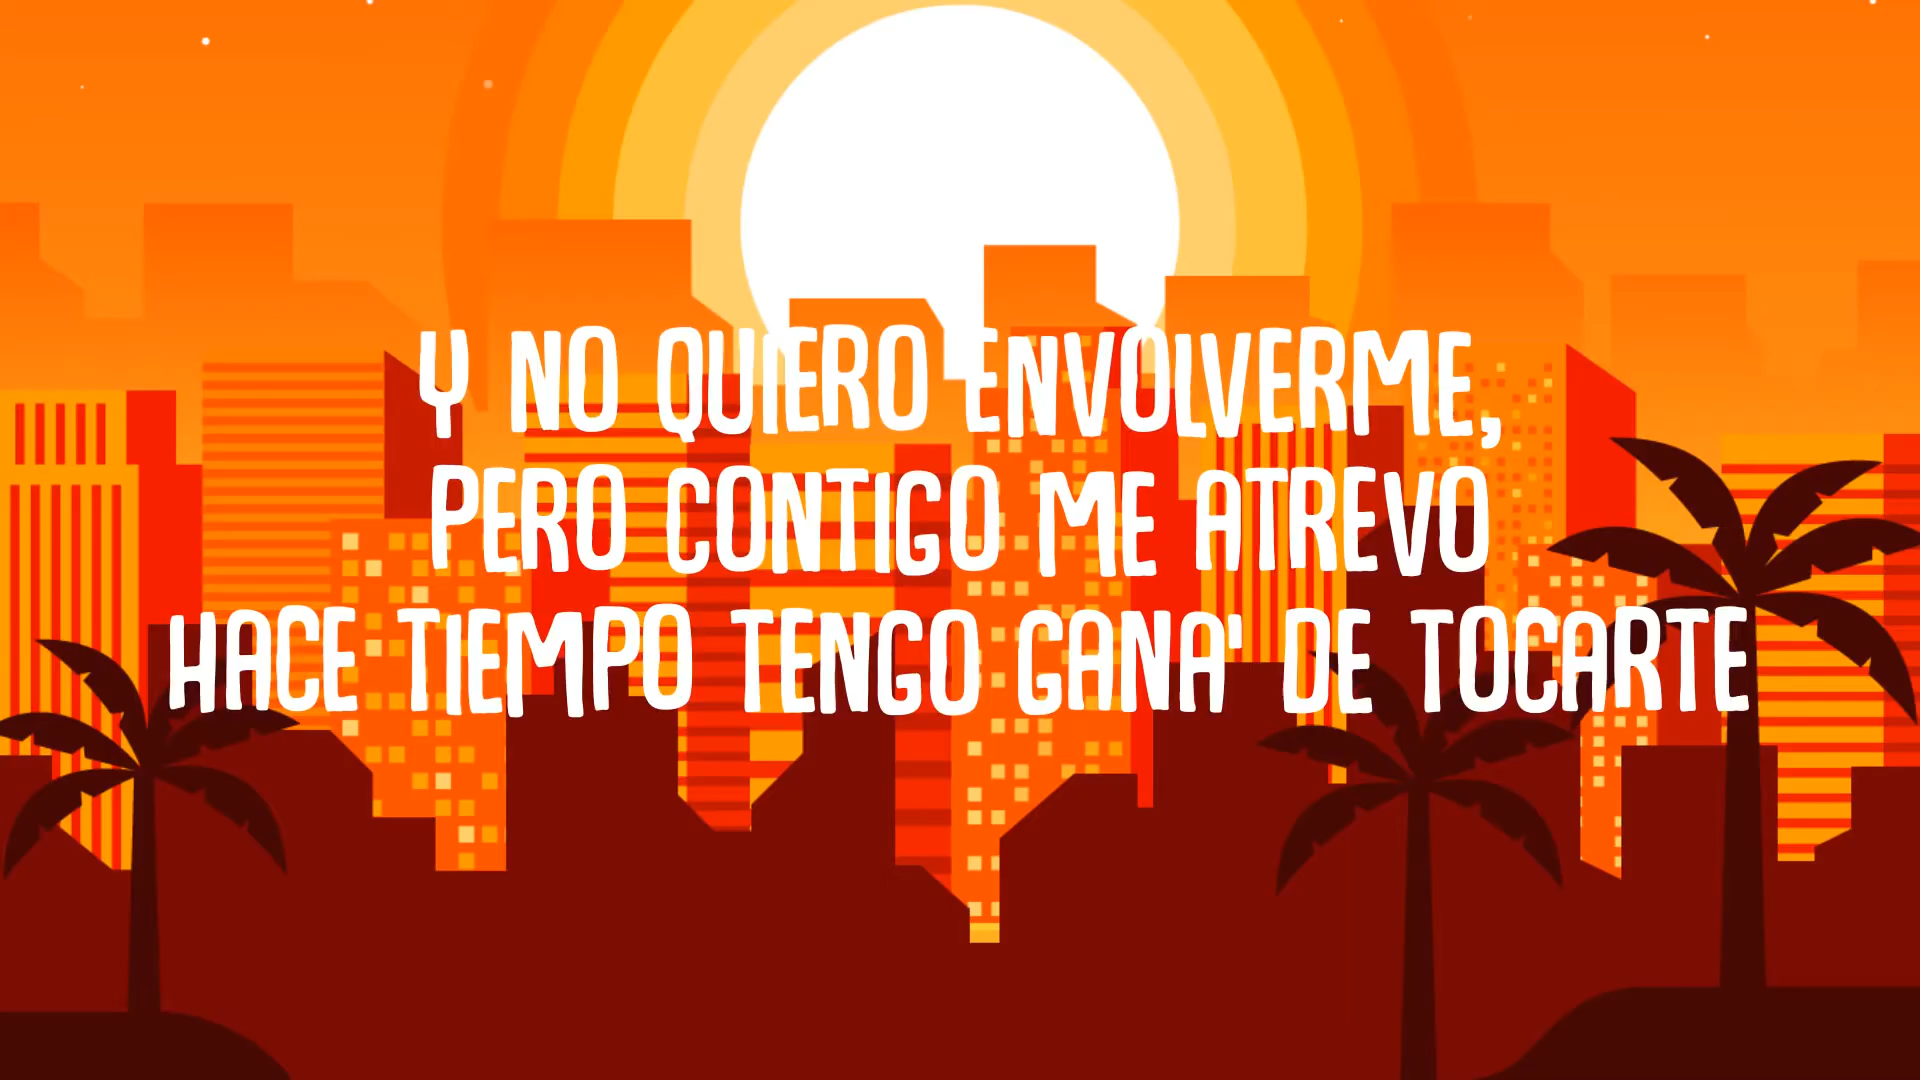 Y NO QUIERO ENVOLVERME,
PERO CONTIGO ME ATREVO
HACE TIEMPO TENGO GANA' DE TOCARTE